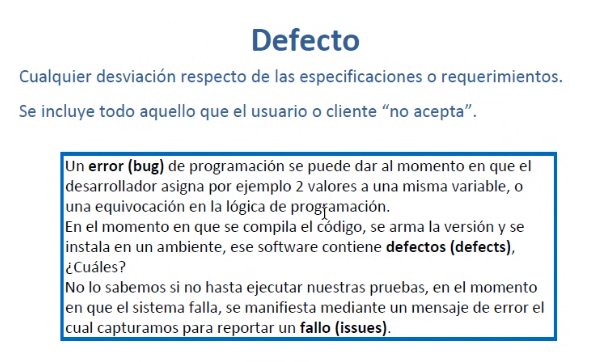 Defecto
Cualquier desviación respecto de las especificaciones o requerimientos.
Se incluye todo aquello que el usuario o cliente “no acepta”.
Un error (bug) de programación se puede dar al momento en que el
desarrollador asigna por ejemplo 2 valores a una misma variable, o
una equivocación en la lógica de programación.
En el momento en que se compila el código, se arma la versión y se
instala en un ambiente, ese software contiene defectos (defects),
¿Cuáles?
No lo sabemos si no hasta ejecutar nuestras pruebas, en el momento
en que el sistema falla, se manifiesta mediante un mensaje de error el
cual capturamos para reportar un fallo (issues).